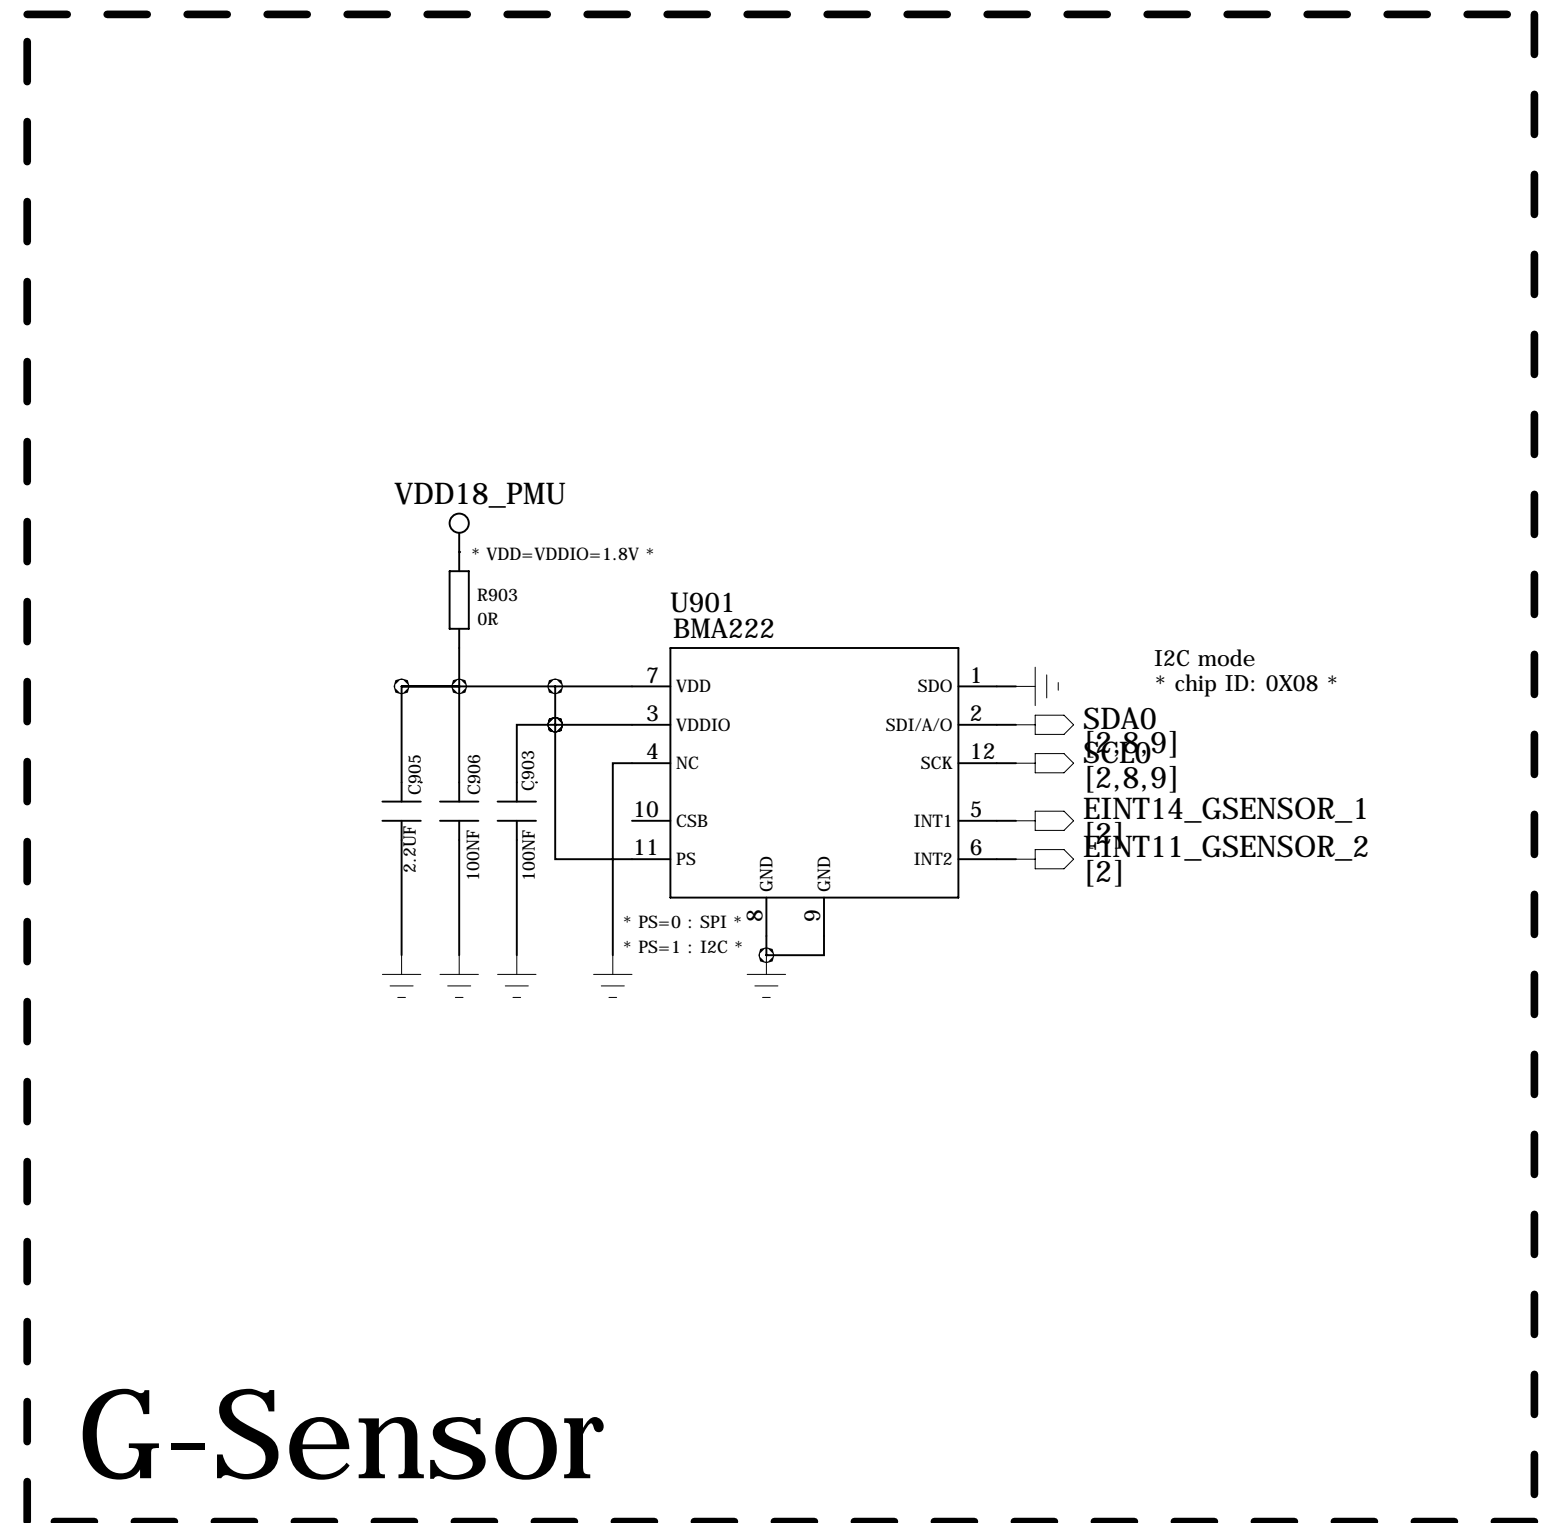 VDD18_PMU
* VDD=VDDIO=1.8V *
R903
0R
U901
BMA222
I2C mode
* chip ID: 0X08 *
7 VDD
3 VDDIO
4 NC
10 CSB
11 PS
SDO 1
SDI/A/O 2
SCK 12
INT1 5
INT2 6
GND 8
GND 9
SDA0
[2,8,9]
SCL0
[2,8,9]
EINT14_GSENSOR_1
[2]
EINT11_GSENSOR_2
[2]
C905
2.2UF
C906
100NF
C903
100NF
* PS=0 : SPI *
* PS=1 : I2C *
G-Sensor